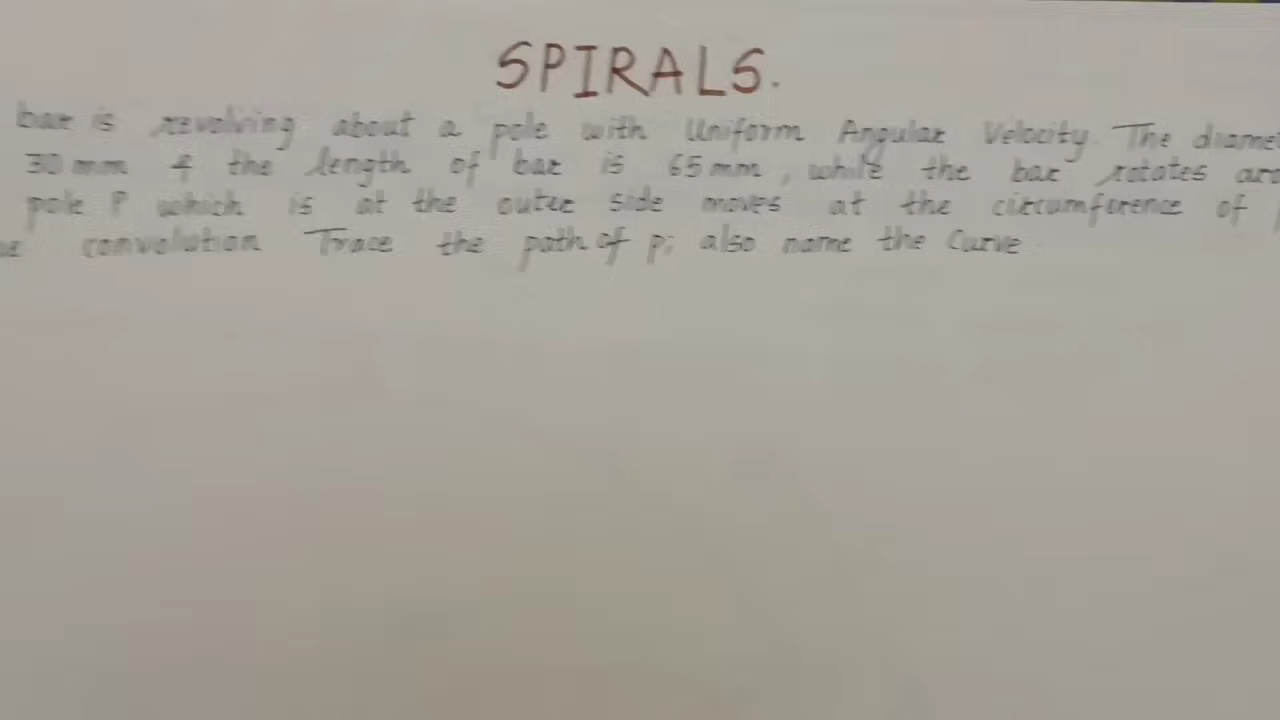 SPIRALS.
bar is revolving about a pole with Uniform Angular Velocity. The diame
30 mm & the length of bar is 65 mm, while the bar rotates aro
pole P which is at the outer side moves at the circumference of
convolution Trace the path of p; also name the Curve